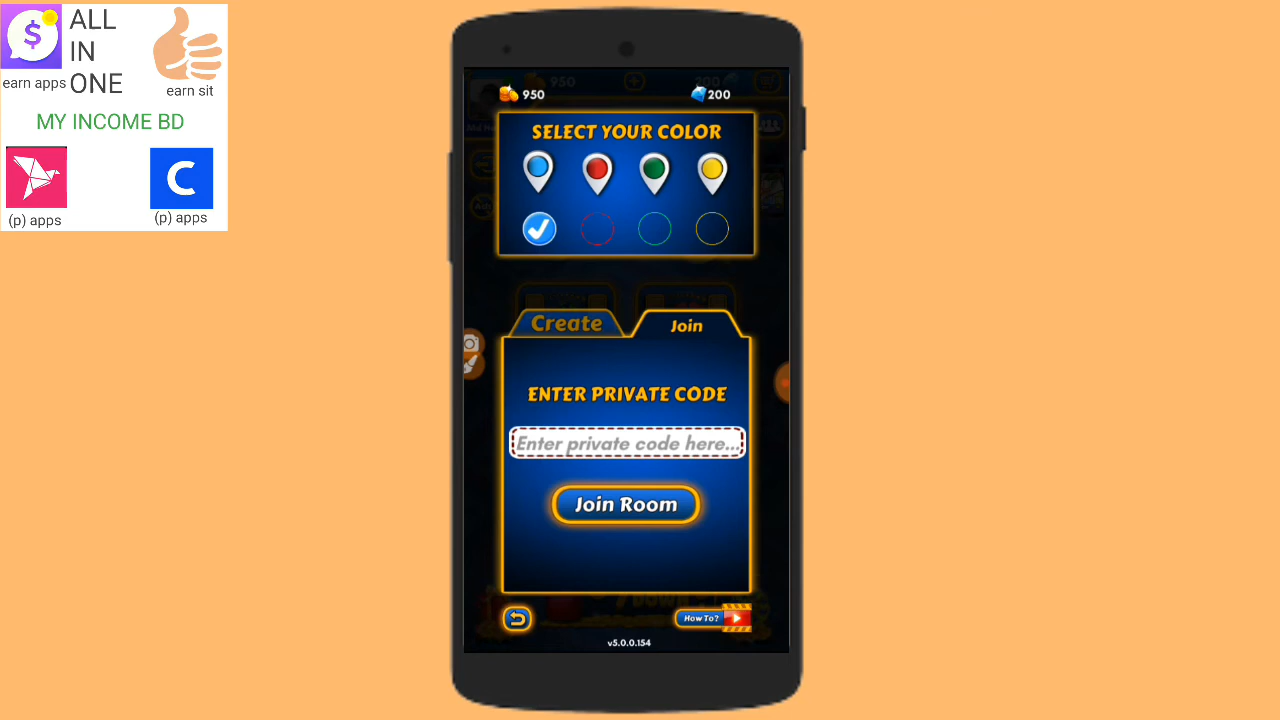 ALL
IN
ONE
earn apps
earn sit
MY INCOME BD
(p) apps
(p) apps
950
200
SELECT YOUR COLOR
Create
Join
ENTER PRIVATE CODE
Enter private code here...
Join Room
How To?
v5.0.0.154